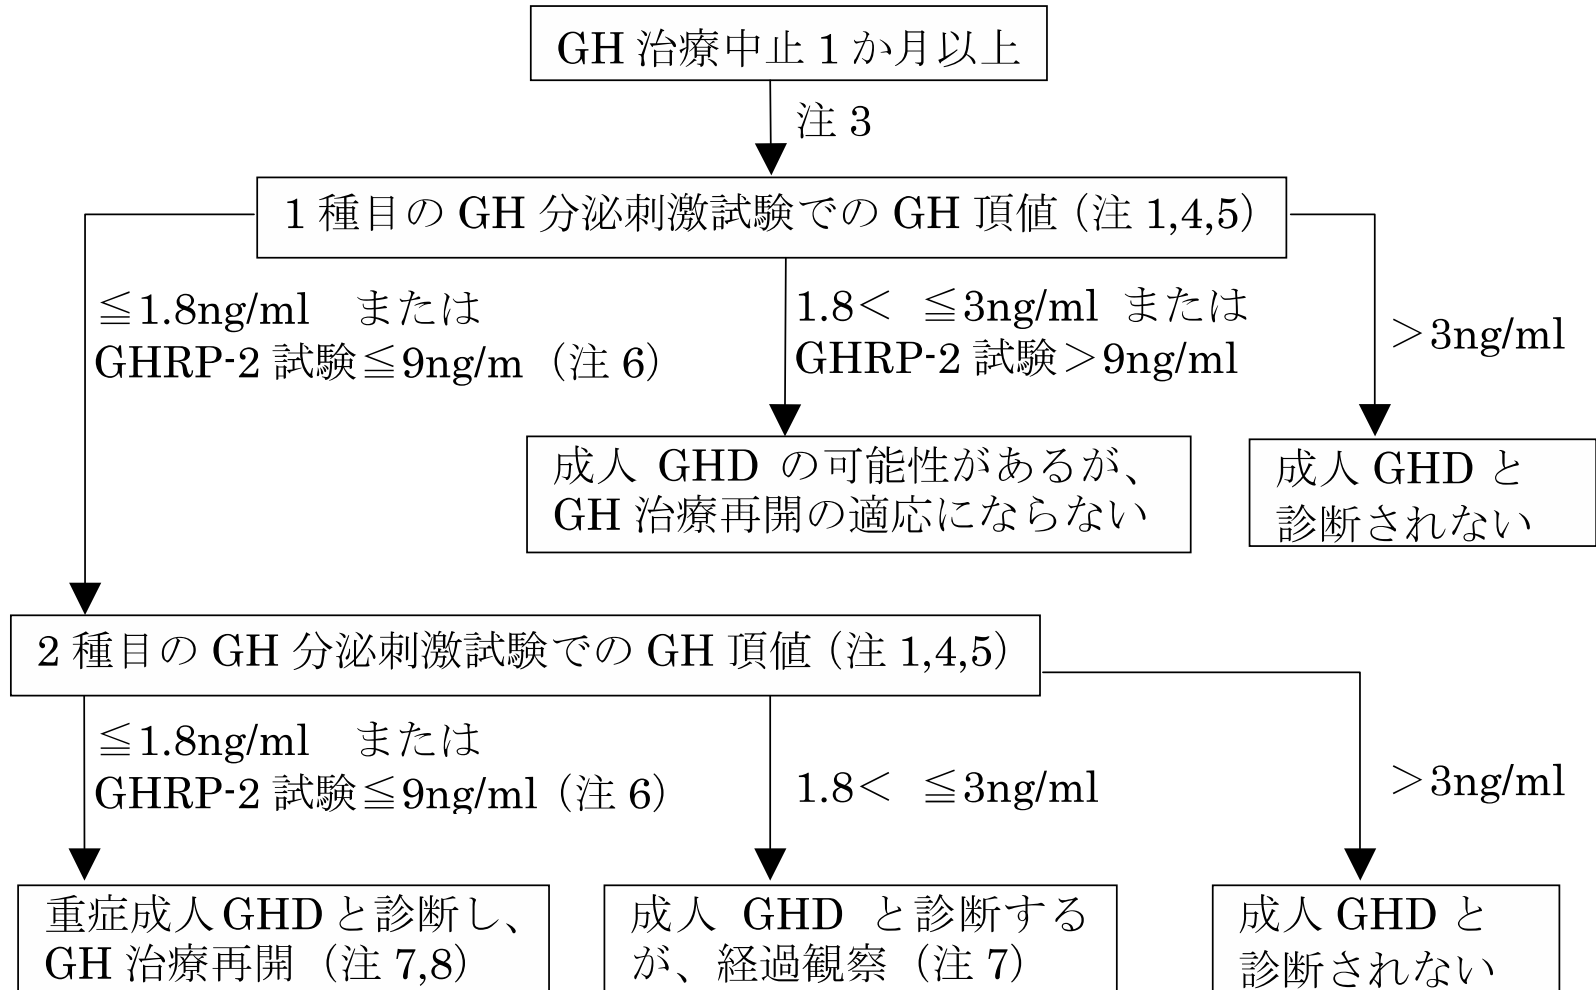 GH 治療中止 1 か月以上
注 3
1 種目の GH 分泌刺激試験での GH 頂値（注 1,4,5）
≦1.8ng/ml　または
GHRP-2 試験≦9ng/m（注 6）
1.8<　≦3ng/ml または
GHRP-2 試験＞9ng/ml
＞3ng/ml
成人 GHD の可能性があるが、
GH 治療再開の適応にならない
成人 GHD と
診断されない
2 種目の GH 分泌刺激試験での GH 頂値（注 1,4,5）
≦1.8ng/ml　または
GHRP-2 試験≦9ng/ml（注 6）
1.8<　≦3ng/ml
＞3ng/ml
重症成人 GHD と診断し、
GH 治療再開（注 7,8）
成人 GHD と診断する
が、経過観察（注 7）
成人 GHD と
診断されない